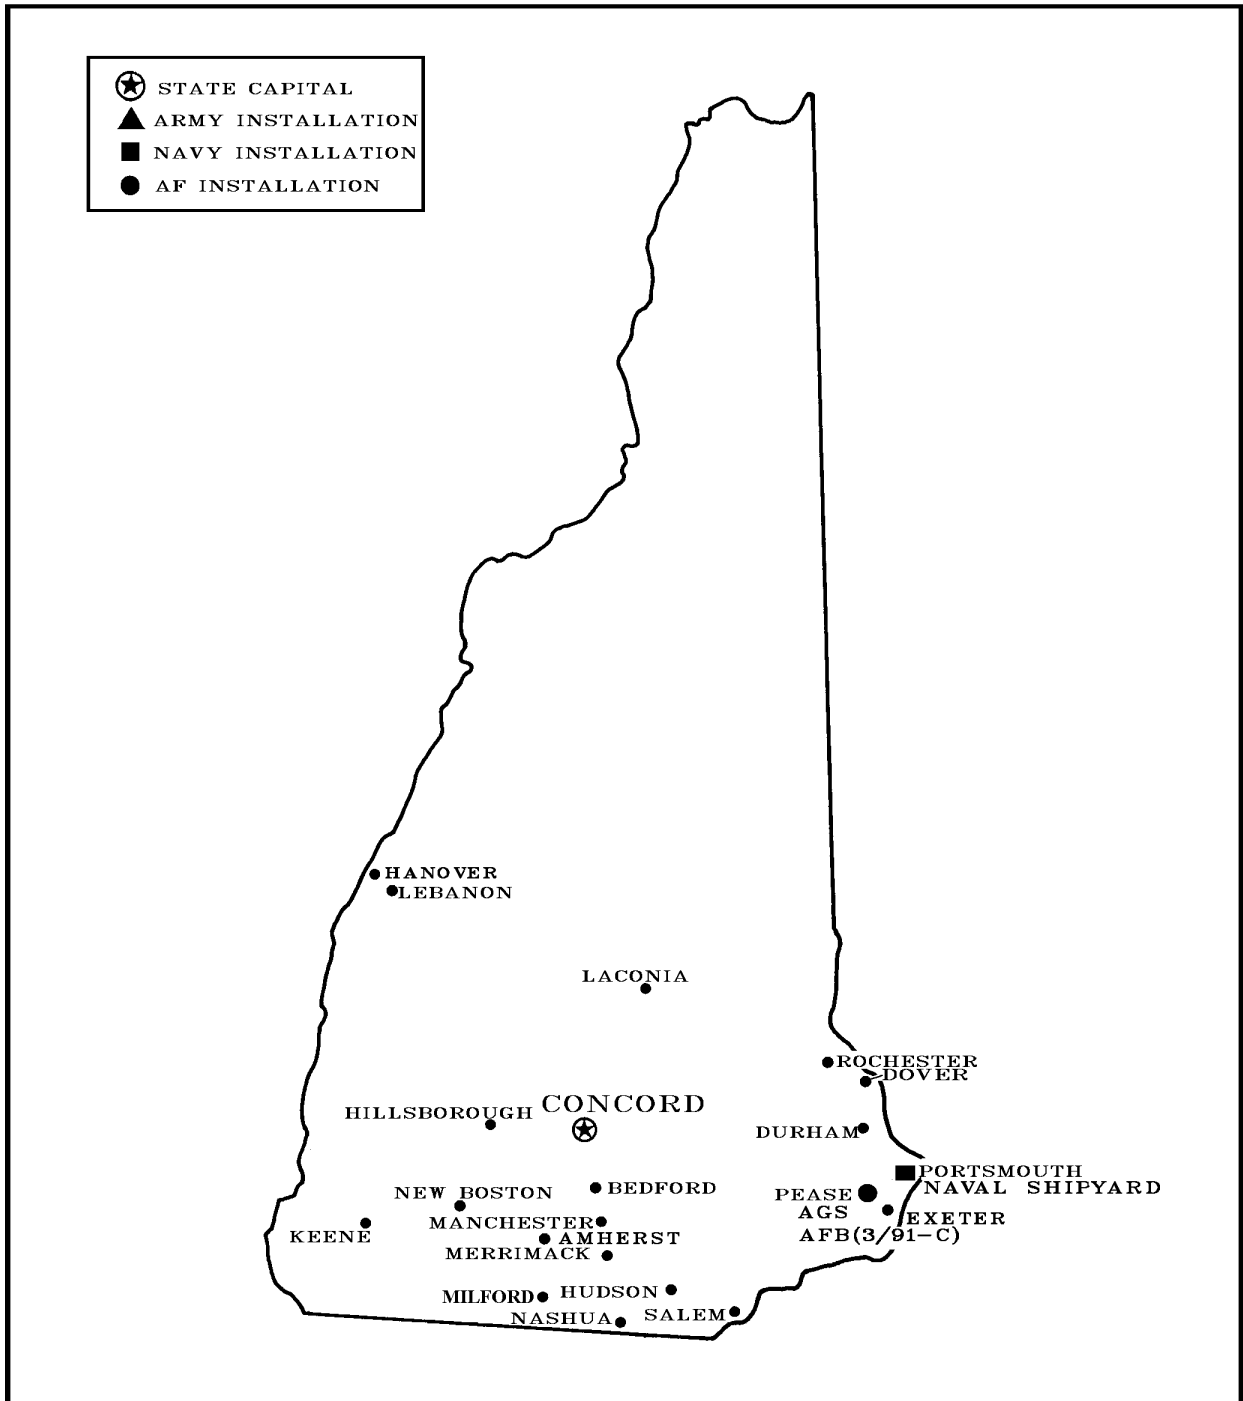 STATE CAPITAL
ARMY INSTALLATION
NAVY INSTALLATION
AF INSTALLATION
HANOVER
LEBANON
LACONIA
ROCHESTER
DOVER
HILLSBOROUGH
CONCORD
DURHAM
PORTSMOUTH
NAVAL SHIPYARD
NEW BOSTON
BEDFORD
PEASE
AGS
EXETER
AFB(3/91-C)
KEENE
MANCHESTER
AMHERST
MERRIMACK
MILFORD
HUDSON
NASHUA
SALEM